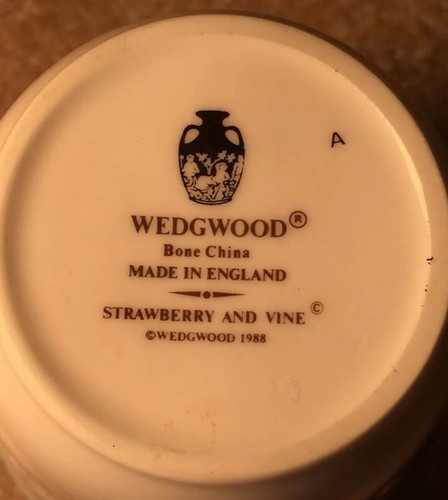 A
WEDGWOOD®
Bone China
MADE IN ENGLAND
STRAWBERRY AND VINE©
©WEDGWOOD 1988